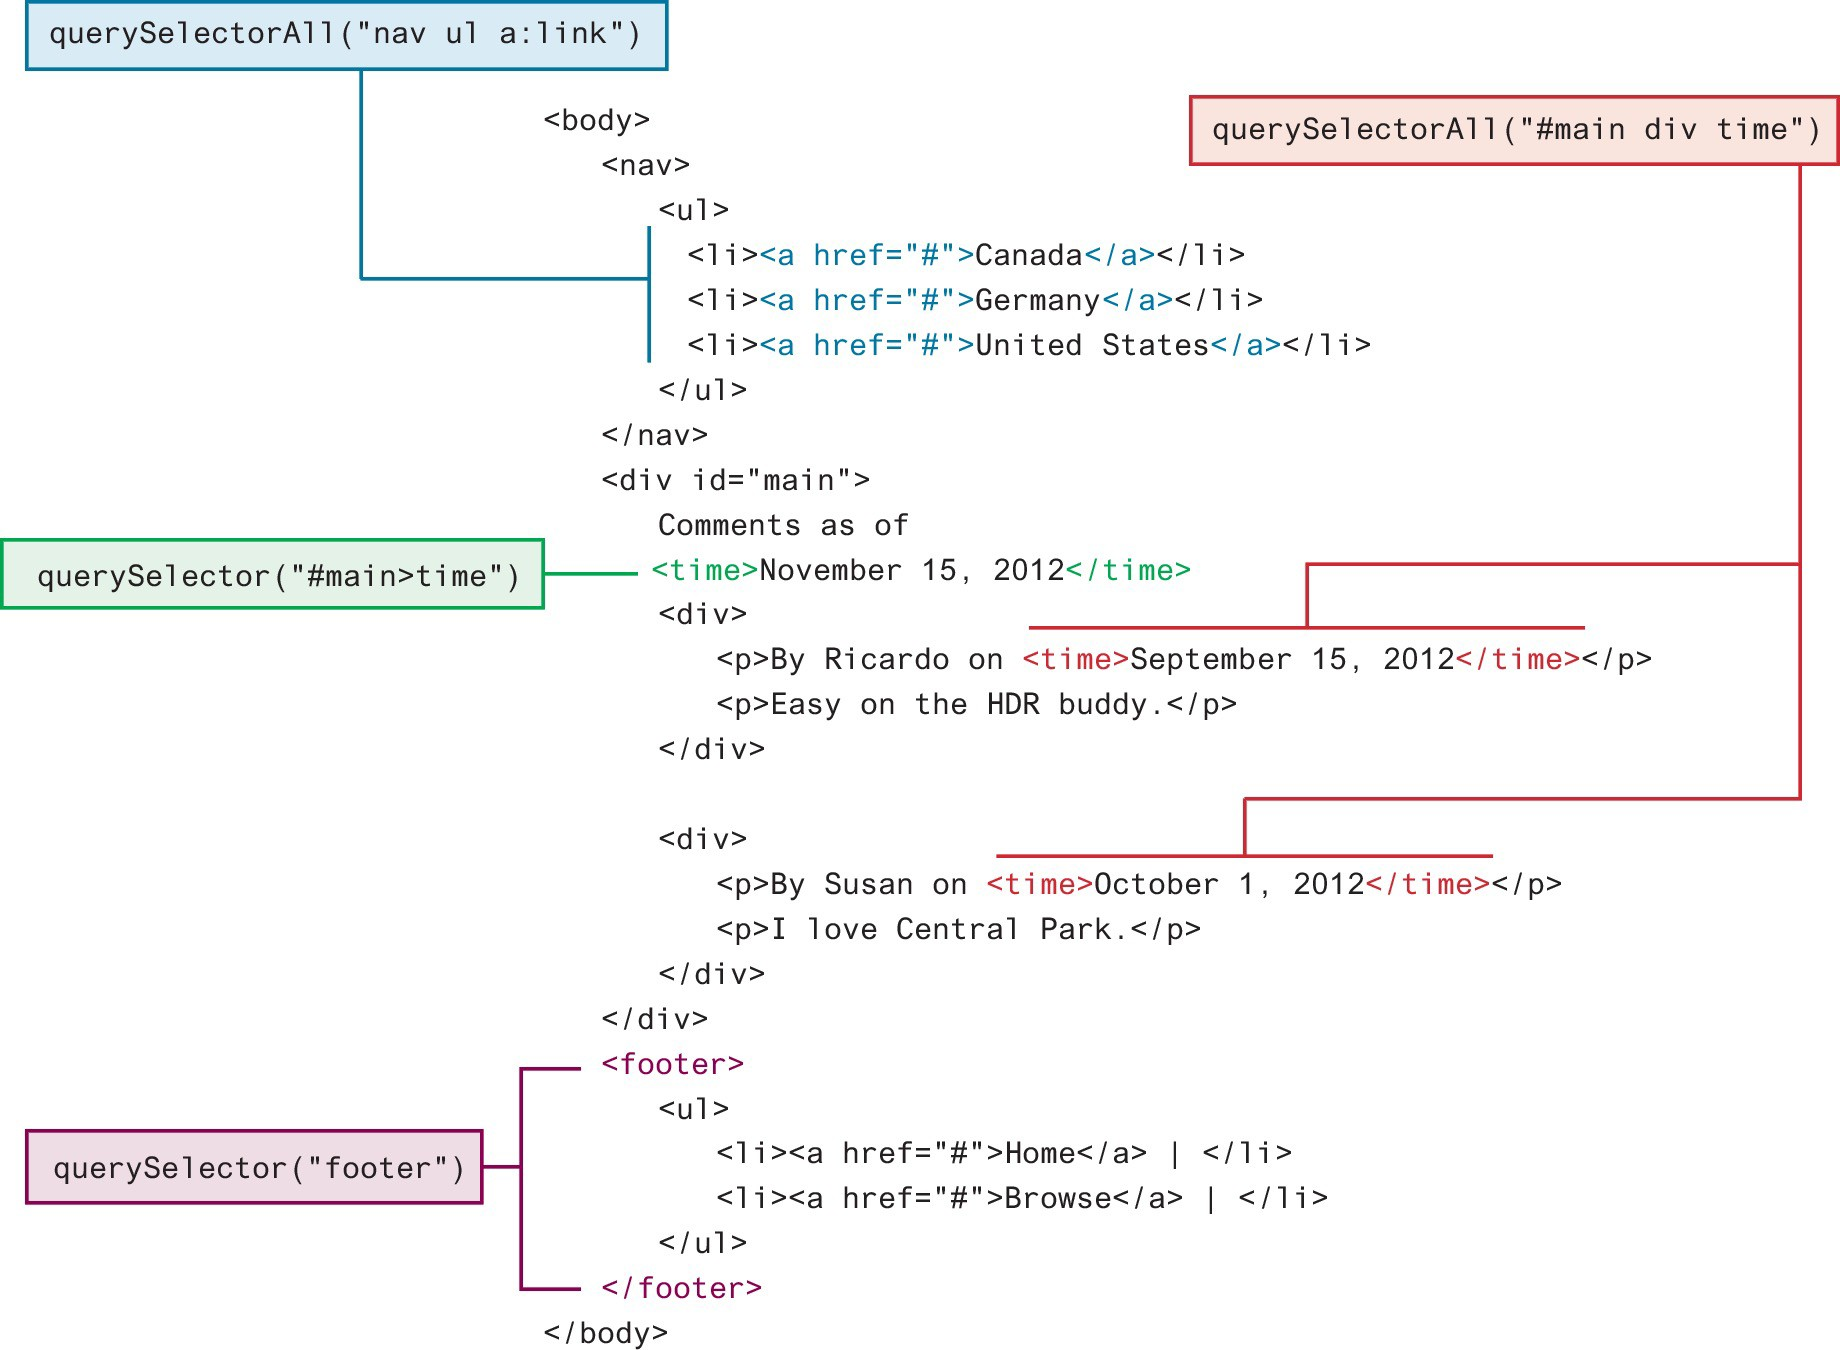 querySelectorAll("nav ul a:link")
<body>
querySelectorAll("#main div time")
<nav>
<ul>
<li><a href="#">Canada</a></li>
<li><a href="#">Germany</a></li>
<li><a href="#">United States</a></li>
</ul>
</nav>
<div id="main">
Comments as of
querySelector("#main>time")
<time>November 15, 2012</time>
<div>
<p>By Ricardo on <time>September 15, 2012</time></p>
<p>Easy on the HDR buddy.</p>
</div>
<div>
<p>By Susan on <time>October 1, 2012</time></p>
<p>I love Central Park.</p>
</div>
</div>
<footer>
<ul>
querySelector("footer")
<li><a href="#">Home</a> | </li>
<li><a href="#">Browse</a> | </li>
</ul>
</footer>
</body>